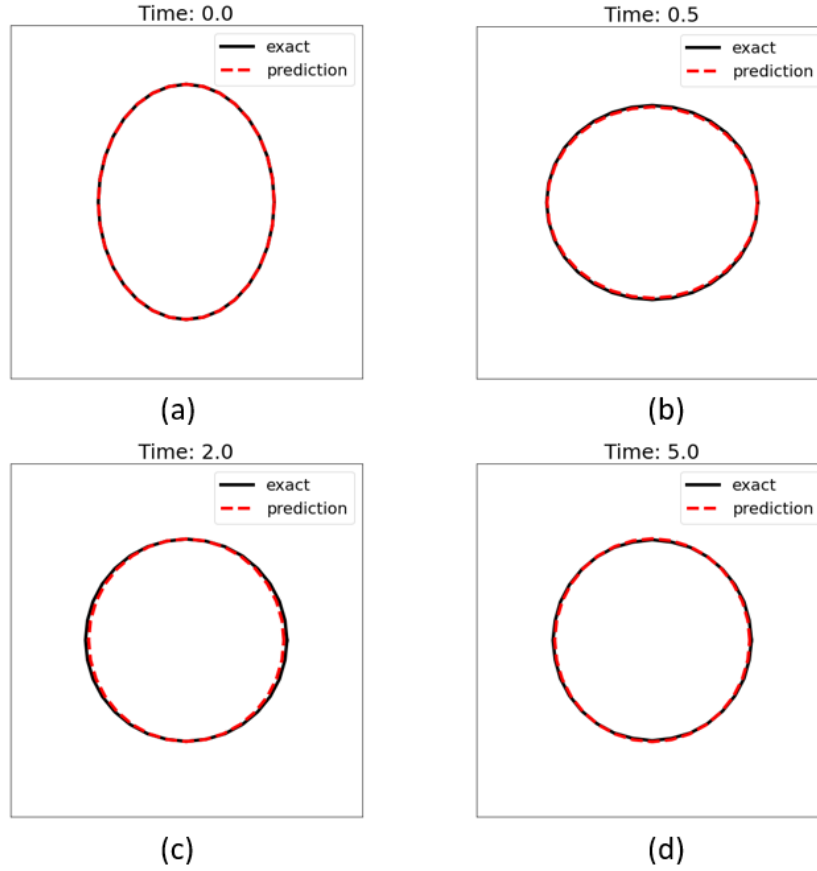 Time: 0.0
exact
prediction
(a)
Time: 0.5
exact
prediction
(b)
Time: 2.0
exact
prediction
(c)
Time: 5.0
exact
prediction
(d)